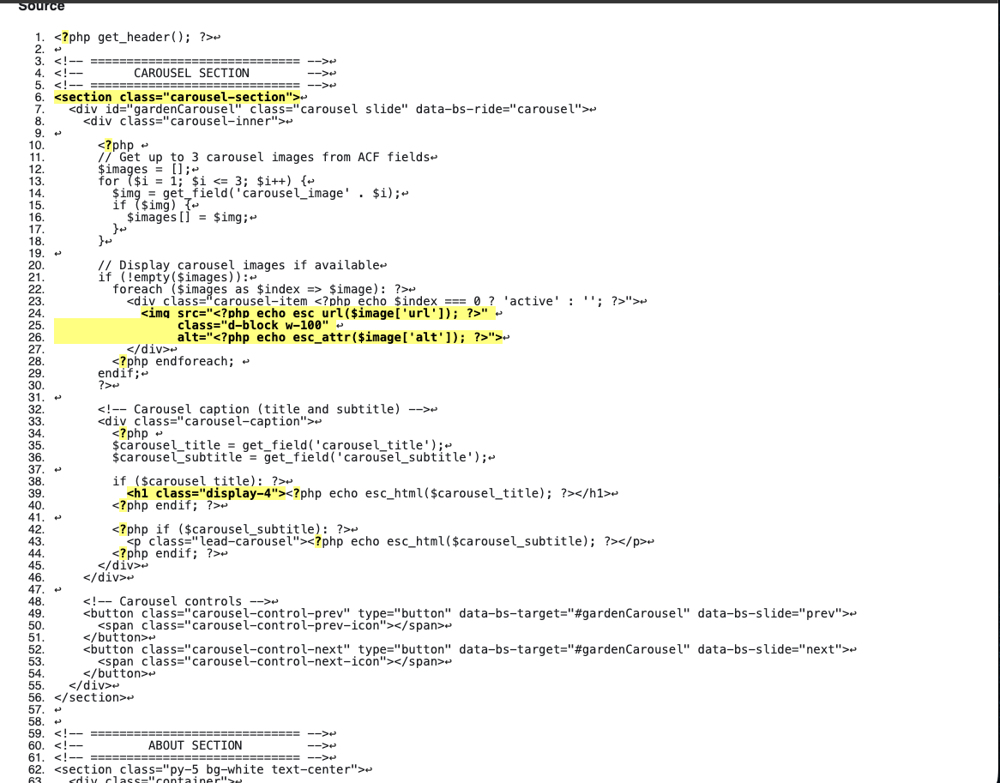 Source
1. <?php get_header(); ?>↩
2. ↩
3. <!-- ============================= -->↩
4. <!--       CAROUSEL SECTION        -->↩
5. <!-- ============================= -->↩
6. <section class="carousel-section">↩
7.   <div id="gardenCarousel" class="carousel slide" data-bs-ride="carousel">↩
8.     <div class="carousel-inner">↩
9. ↩
10.       <?php ↩
11.       // Get up to 3 carousel images from ACF fields↩
12.       $images = [];↩
13.       for ($i = 1; $i <= 3; $i++) {↩
14.         $img = get_field('carousel_image' . $i);↩
15.         if ($img) {↩
16.           $images[] = $img;↩
17.         }↩
18.       }↩
19. ↩
20.       // Display carousel images if available↩
21.       if (!empty($images)):↩
22.         foreach ($images as $index => $image): ?>↩
23.           <div class="carousel-item <?php echo $index === 0 ? 'active' : ''; ?>">↩
24.             <img src="<?php echo esc_url($image['url']); ?>" ↩
25.                  class="d-block w-100" ↩
26.                  alt="<?php echo esc_attr($image['alt']); ?>">↩
27.           </div>↩
28.         <?php endforeach; ↩
29.       endif;↩
30.       ?>↩
31. ↩
32.       <!-- Carousel caption (title and subtitle) -->↩
33.       <div class="carousel-caption">↩
34.         <?php ↩
35.         $carousel_title = get_field('carousel_title');↩
36.         $carousel_subtitle = get_field('carousel_subtitle');↩
37. ↩
38.         if ($carousel_title): ?>↩
39.           <h1 class="display-4"><?php echo esc_html($carousel_title); ?></h1>↩
40.         <?php endif; ?>↩
41. ↩
42.         <?php if ($carousel_subtitle): ?>↩
43.           <p class="lead-carousel"><?php echo esc_html($carousel_subtitle); ?></p>↩
44.         <?php endif; ?>↩
45.       </div>↩
46.     </div>↩
47. ↩
48.     <!-- Carousel controls -->↩
49.     <button class="carousel-control-prev" type="button" data-bs-target="#gardenCarousel" data-bs-slide="prev">↩
50.       <span class="carousel-control-prev-icon"></span>↩
51.     </button>↩
52.     <button class="carousel-control-next" type="button" data-bs-target="#gardenCarousel" data-bs-slide="next">↩
53.       <span class="carousel-control-next-icon"></span>↩
54.     </button>↩
55.   </div>↩
56. </section>↩
57. ↩
58. ↩
59. <!-- ============================= -->↩
60. <!--         ABOUT SECTION         -->↩
61. <!-- ============================= -->↩
62. <section class="py-5 bg-white text-center">↩
63.   <div class="container">↩